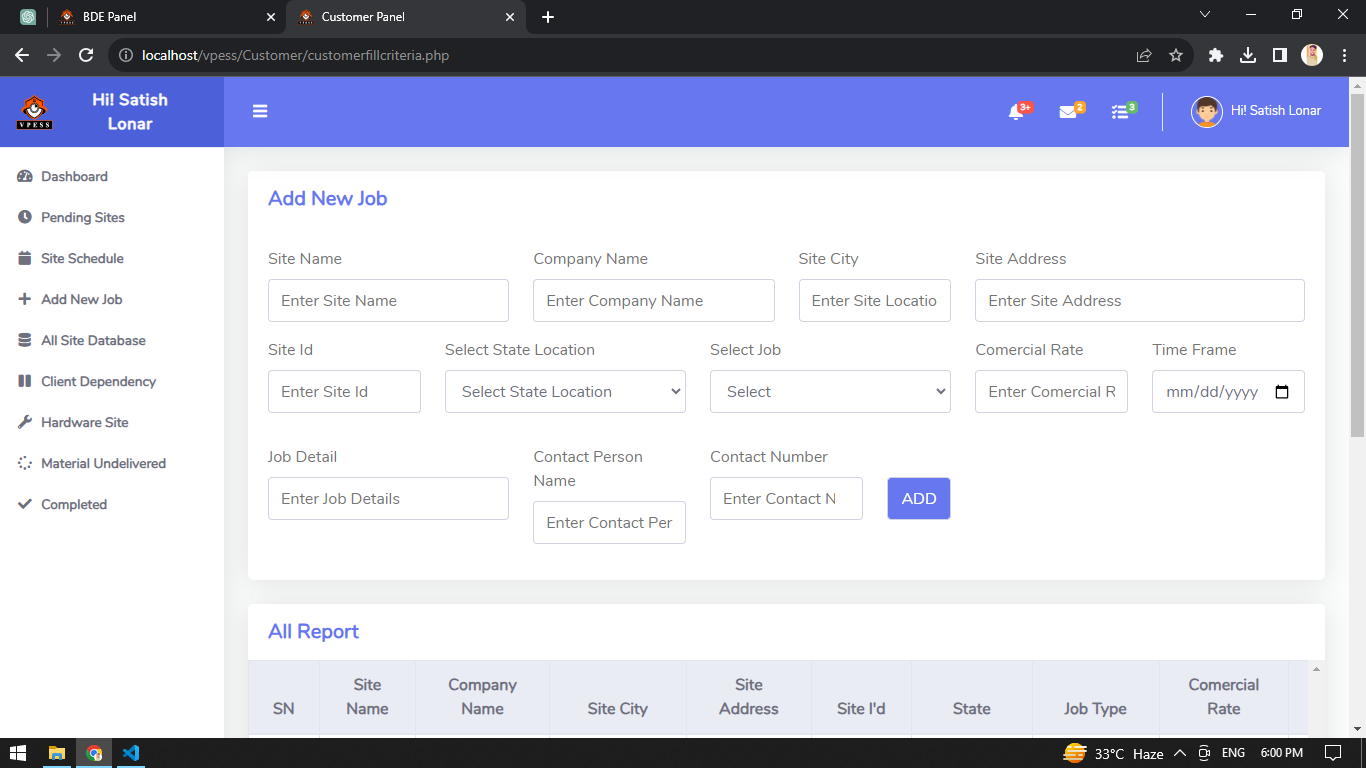 BDE Panel
Customer Panel
localhost/vpess/Customer/customerfillcriteria.php
VPESS
Hi! Satish
Lonar
3+
2
3
Hi! Satish Lonar
Dashboard
Pending Sites
Site Schedule
Add New Job
All Site Database
Client Dependency
Hardware Site
Material Undelivered
Completed
Add New Job
Site Name
Company Name
Site City
Site Address
Enter Site Name
Enter Company Name
Enter Site Locatio
Enter Site Address
Site Id
Select State Location
Select Job
Comercial Rate
Time Frame
Enter Site Id
Select State Location
Select
Enter Comercial R
mm/dd/yyyy
Job Detail
Contact Person
Name
Contact Number
Enter Job Details
Enter Contact Per
Enter Contact N
ADD
All Report
SN
Site
Name
Company
Name
Site City
Site
Address
Site I'd
State
Job Type
Comercial
Rate
33°C Haze
ENG
6:00 PM